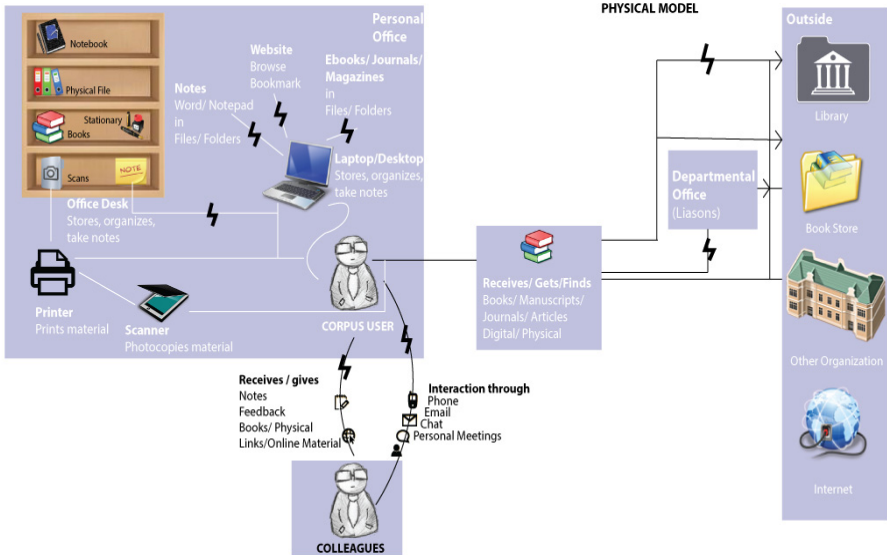 PHYSICAL MODEL
Personal
Office
Notebook
Physical File
Stationary
Books
Scans
NOTE
Office Desk
Stores, organizes,
take notes
Website
Browse
Bookmark
Notes
Word/ Notepad
in
Files/ Folders
Ebooks/ Journals/
Magazines
in
Files/ Folders
Laptop/Desktop
Stores, organizes,
take notes
Printer
Prints material
Scanner
Photocopies material
CORPUS USER
Receives/ Gets/Finds
Books/ Manuscripts/
Journals/ Articles
Digital/ Physical
Departmental
Office
(Liasons)
Outside
Library
Book Store
Other Organization
Internet
Receives / gives
Notes
Feedback
Books/ Physical
Links/Online Material
Interaction through
Phone
Email
Chat
Personal Meetings
COLLEAGUES